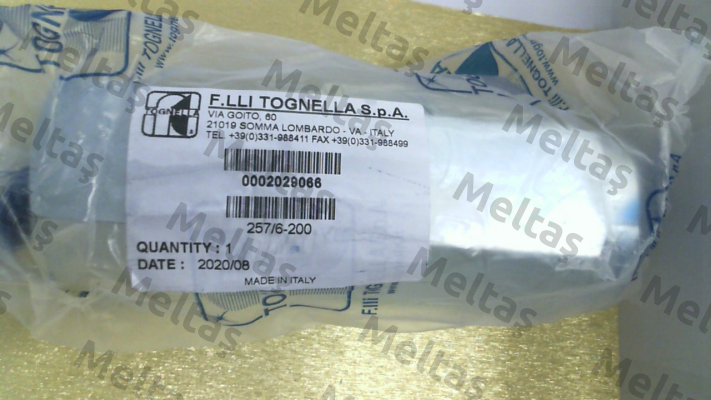 F.LLI TOGNELLA S.p.A.
VIA GOITO, 60
21019 SOMMA LOMBARDO - VA - ITALY
TEL. +39(0)331-988411 FAX +39(0)331-988499
TOGNELLA
0002029066
257/6-200
QUANTITY : 1
DATE : 2020/08
MADE IN ITALY
Meltaş